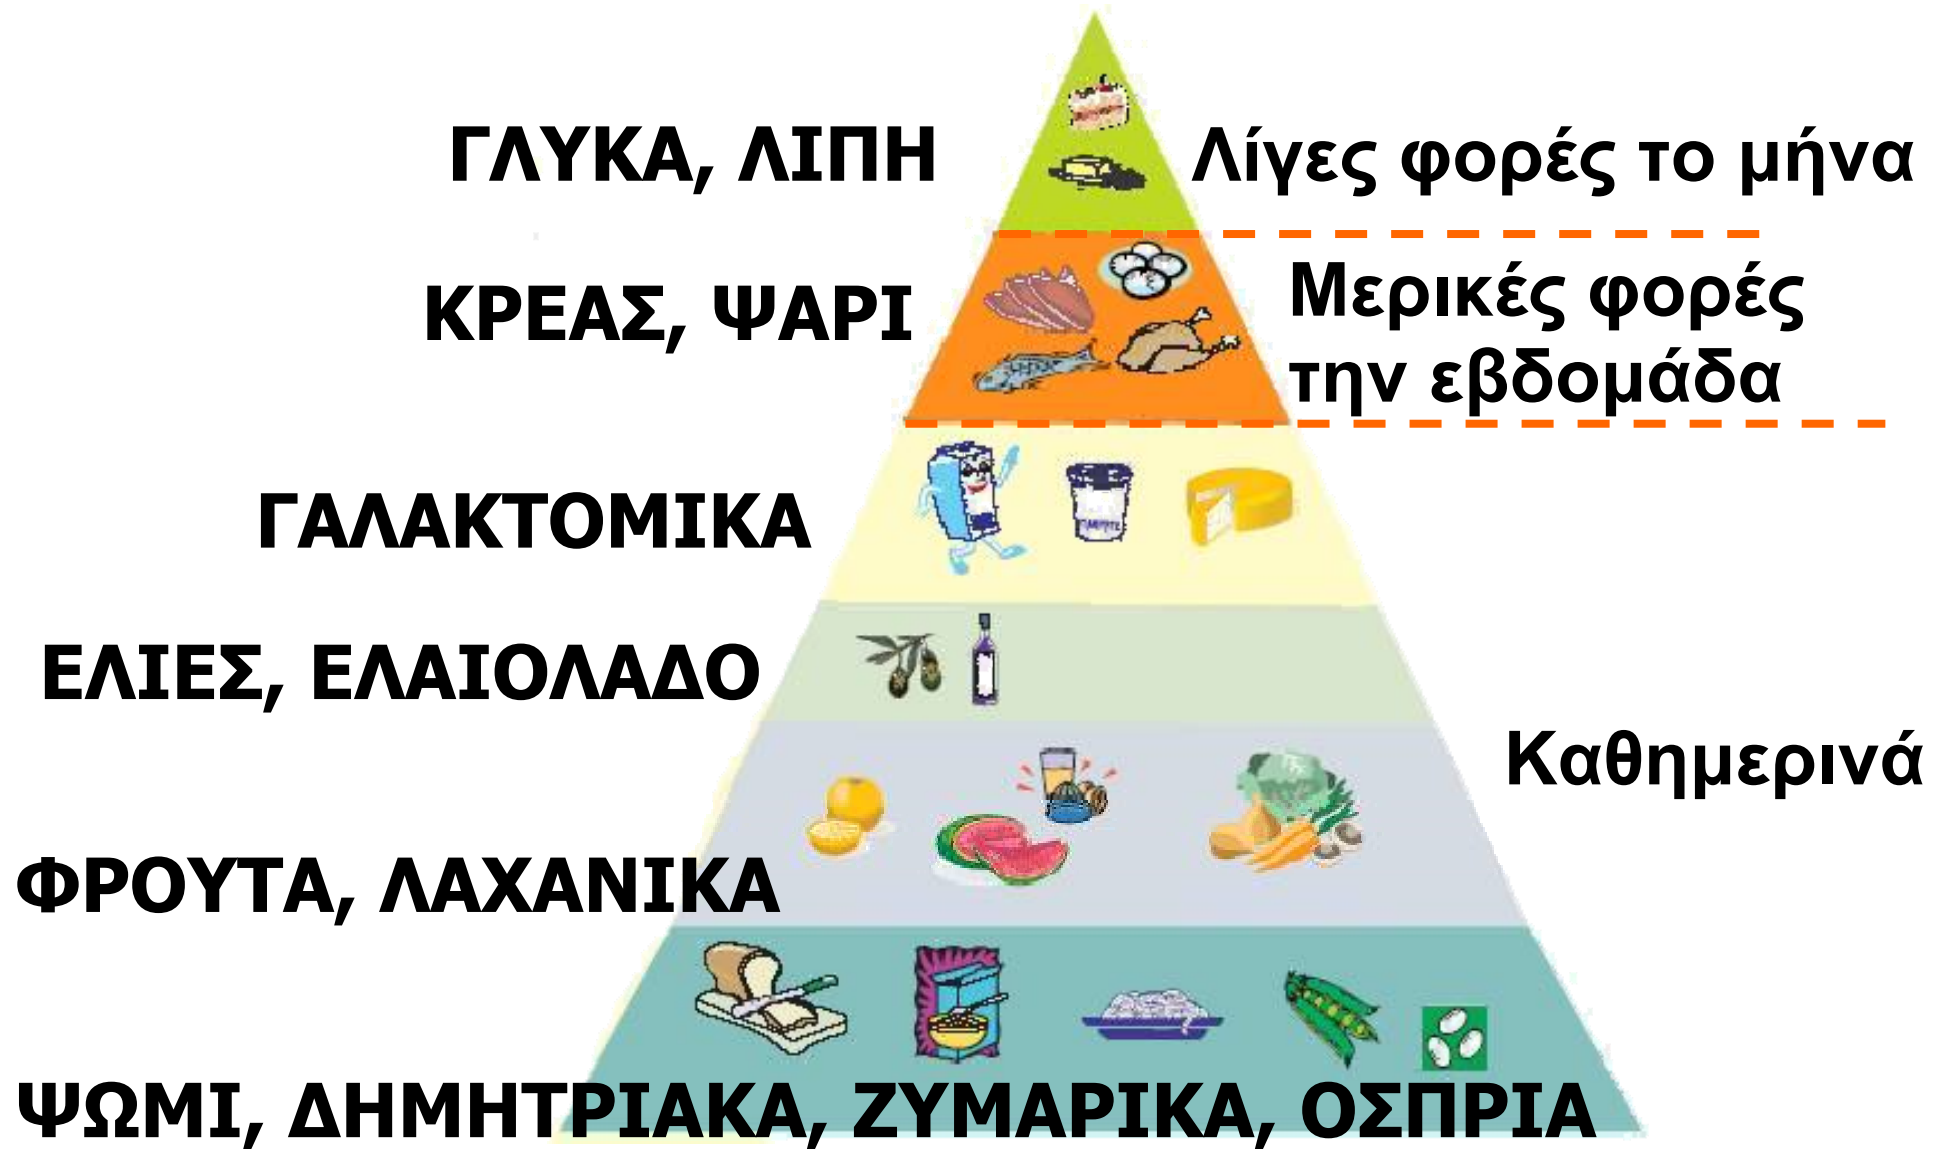 ΓΛΥΚΑ, ΛΙΠΗ
Λίγες φορές το μήνα
ΚΡΕΑΣ, ΨΑΡΙ
Μερικές φορές
την εβδομάδα
ΓΑΛΑΚΤΟΜΙΚΑ
ΕΛΙΕΣ, ΕΛΑΙΟΛΑΔΟ
Καθημερινά
ΦΡΟΥΤΑ, ΛΑΧΑΝΙΚΑ
ΨΩΜΙ, ΔΗΜΗΤΡΙΑΚΑ, ΖΥΜΑΡΙΚΑ, ΟΣΠΡΙΑ